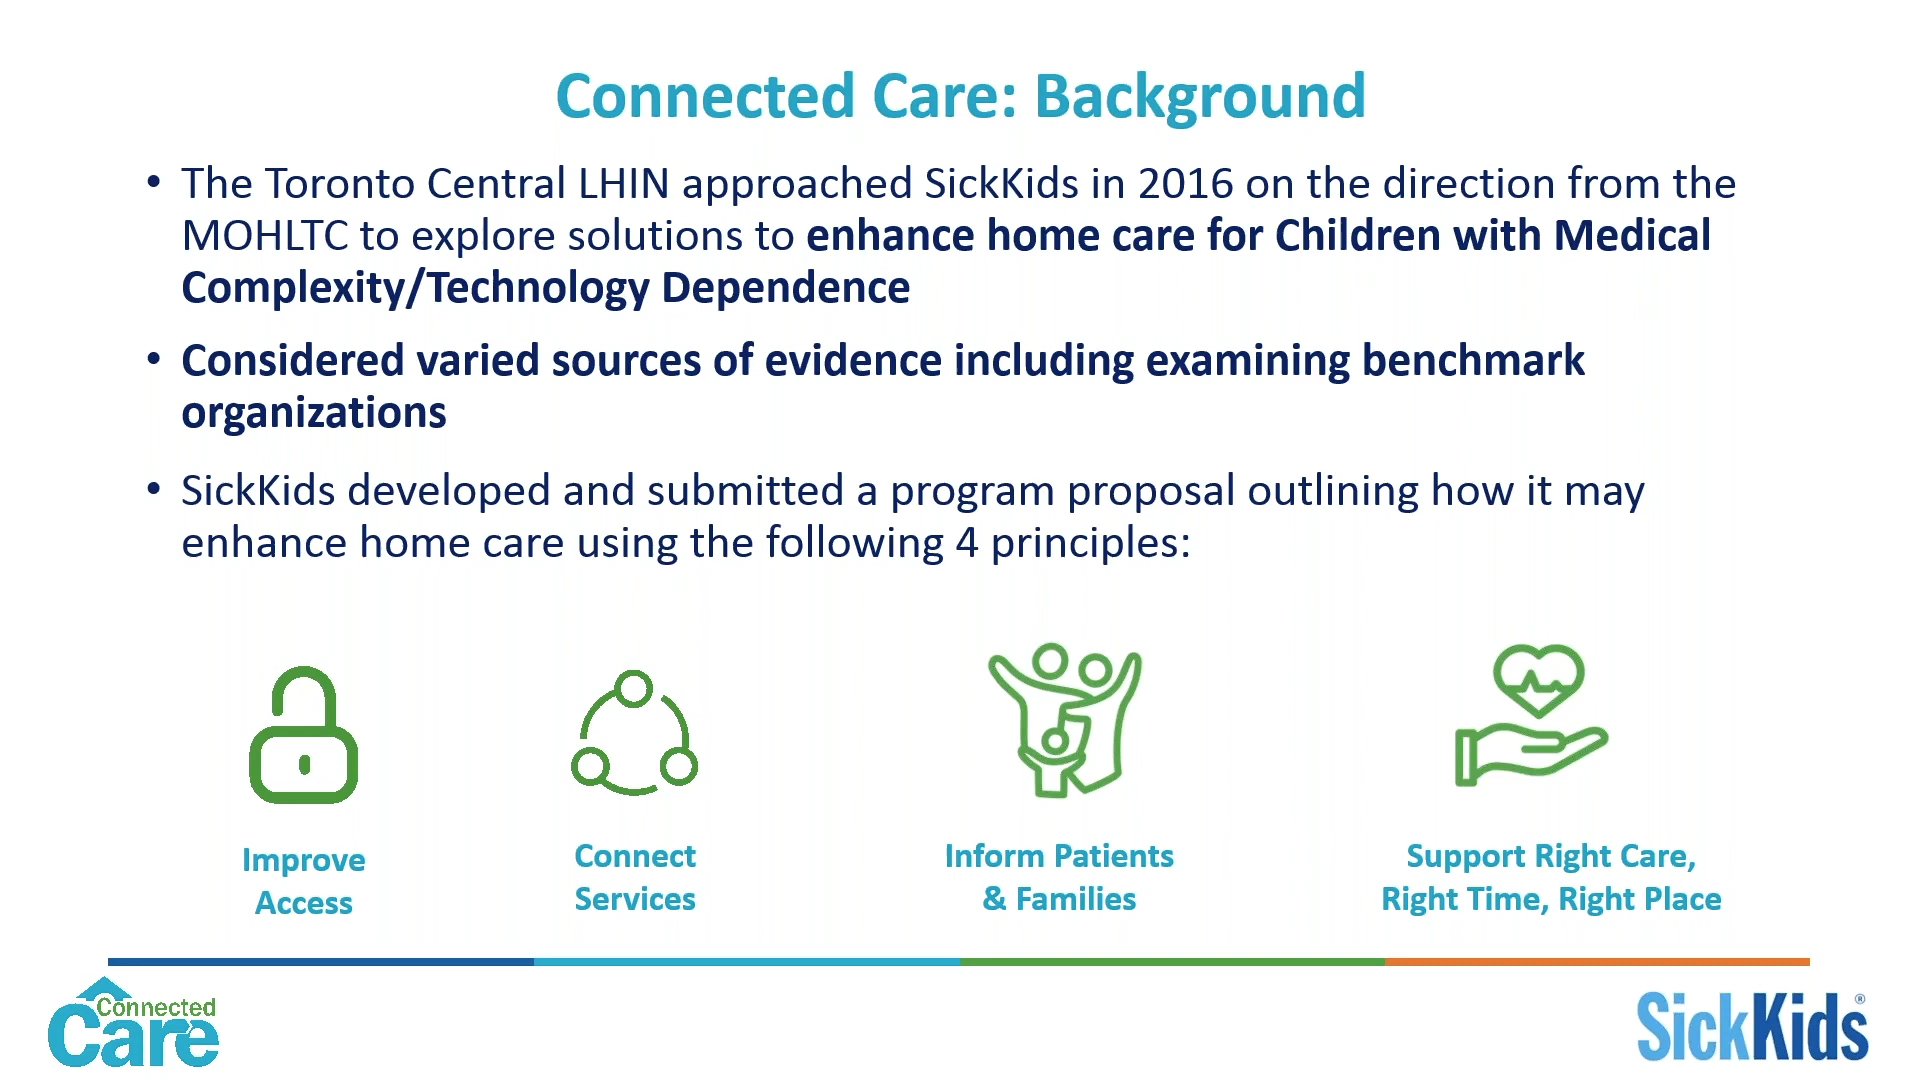 Connected Care: Background
• The Toronto Central LHIN approached SickKids in 2016 on the direction from the
MOHLTC to explore solutions to enhance home care for Children with Medical
Complexity/Technology Dependence
• Considered varied sources of evidence including examining benchmark
organizations
• SickKids developed and submitted a program proposal outlining how it may
enhance home care using the following 4 principles:
Improve
Access
Connect
Services
Inform Patients
& Families
Support Right Care,
Right Time, Right Place
Connected
Care
SickKids®